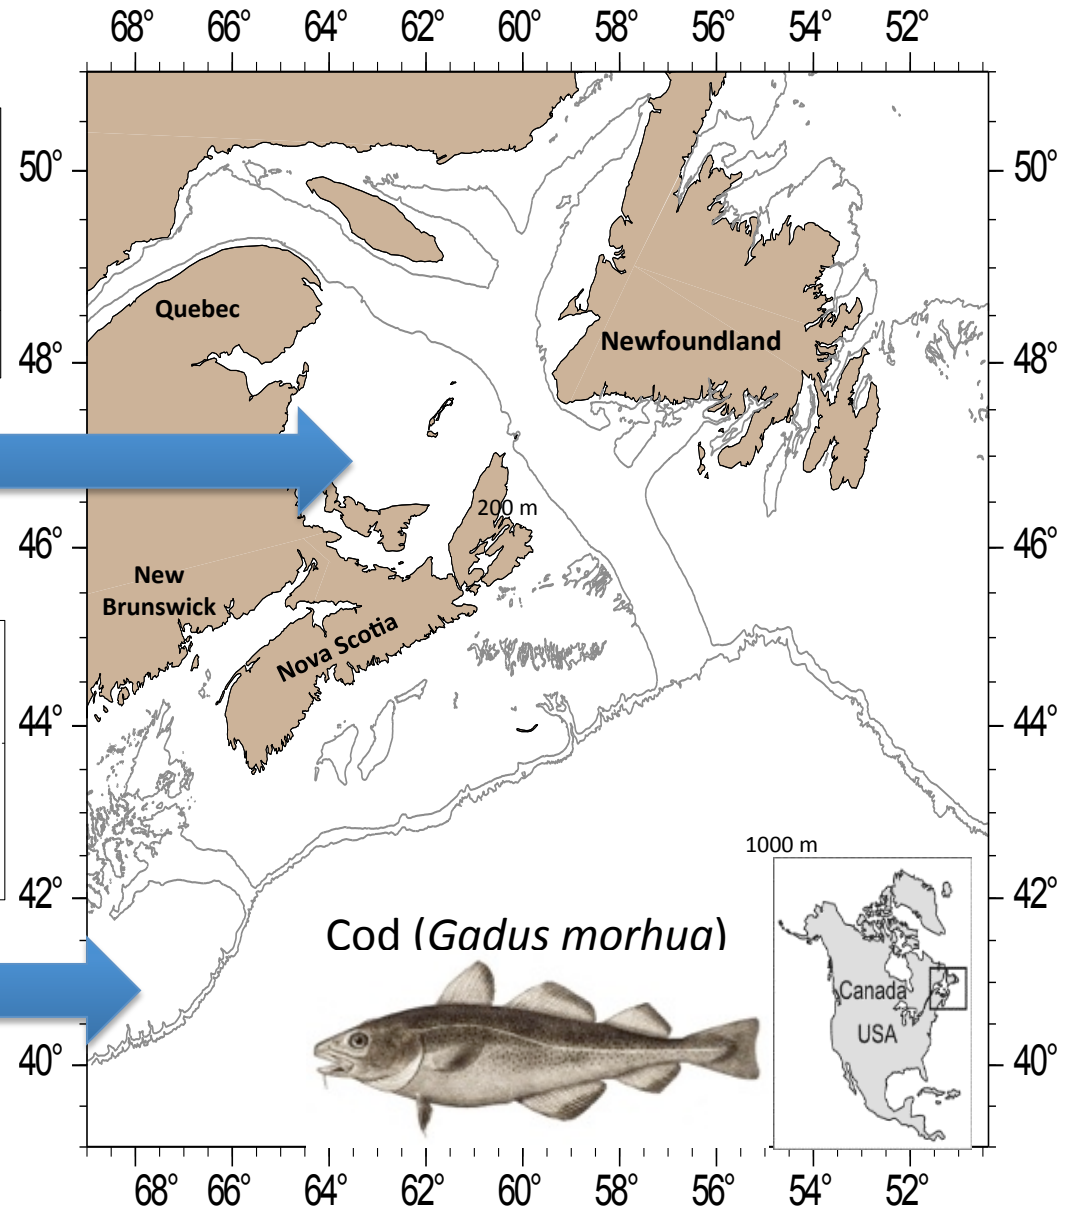 68° 66° 64° 62° 60° 58° 56° 54° 52°
50° 50°
Quebec
Newfoundland
48° 48°
200 m
46° 46°
New
Brunswick
Nova Scotia
44° 44°
1000 m
42° 42°
Cod (Gadus morhua)
Canada
USA
40° 40°
68° 66° 64° 62° 60° 58° 56° 54° 52°